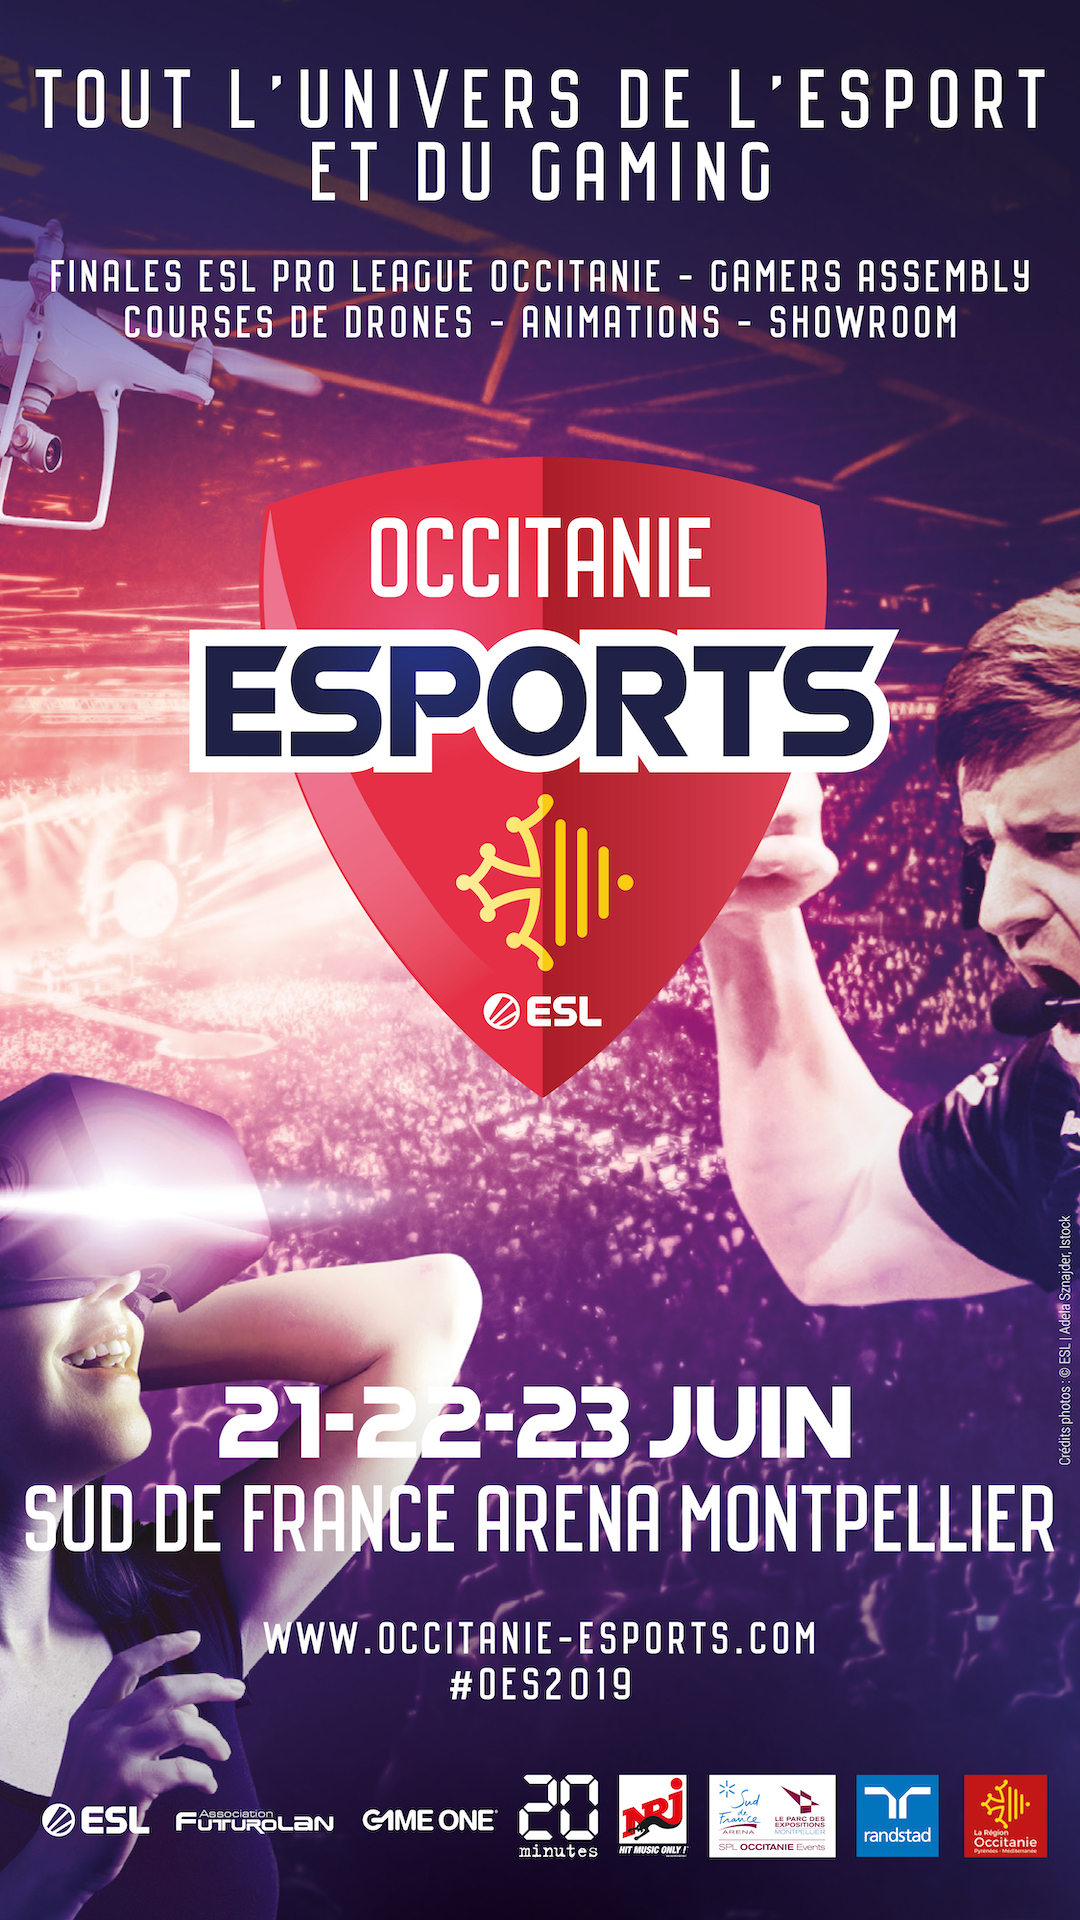 TOUT L'UNIVERS DE L'ESPORT
ET DU GAMING
FINALES ESL PRO LEAGUE OCCITANIE - GAMERS ASSEMBLY
COURSES DE DRONES - ANIMATIONS - SHOWROOM
OCCITANIE
ESPORTS
ESL
Crédits photos : © ESL | Adela Sznajder, Istock
21-22-23 JUIN
SUD DE FRANCE ARENA MONTPELLIER
WWW.OCCITANIE-ESPORTS.COM
#OES2019
ESL
Association
FUTUROLAN
GAME ONE
20
minutes
NRJ
HIT MUSIC ONLY !
Sud
de
France
ARENA
LE PARC DES
EXPOSITIONS
MONTPELLIER
SPL OCCITANIE Events
randstad
La Région
Occitanie
Pyrénées - Méditerranée